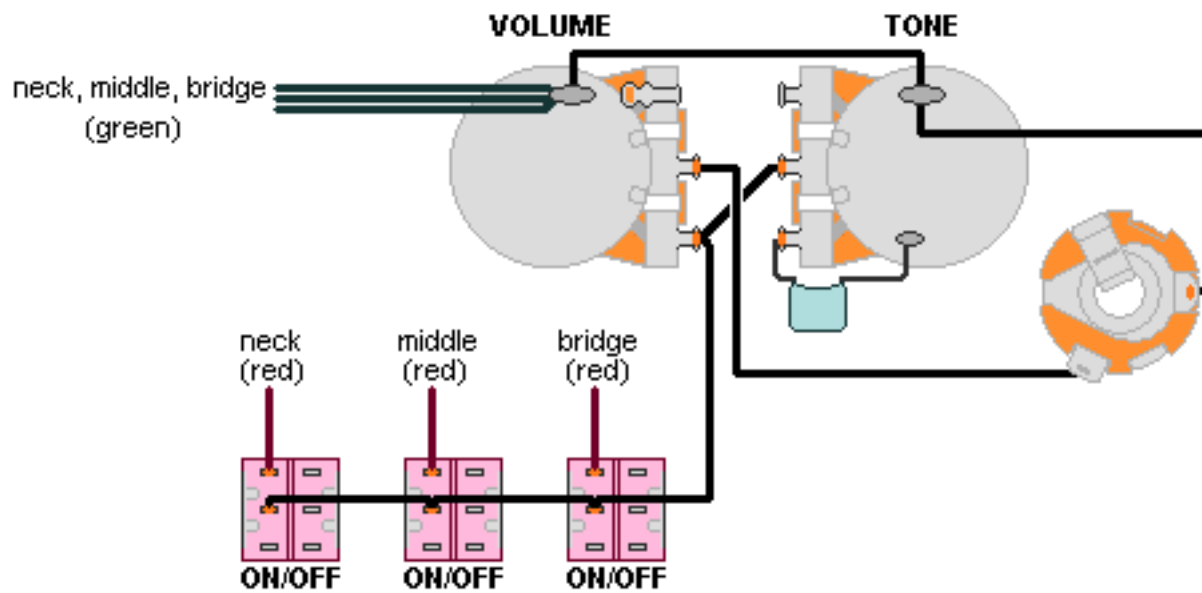 VOLUME
TONE
neck, middle, bridge
(green)
neck
(red)
middle
(red)
bridge
(red)
ON/OFF
ON/OFF
ON/OFF